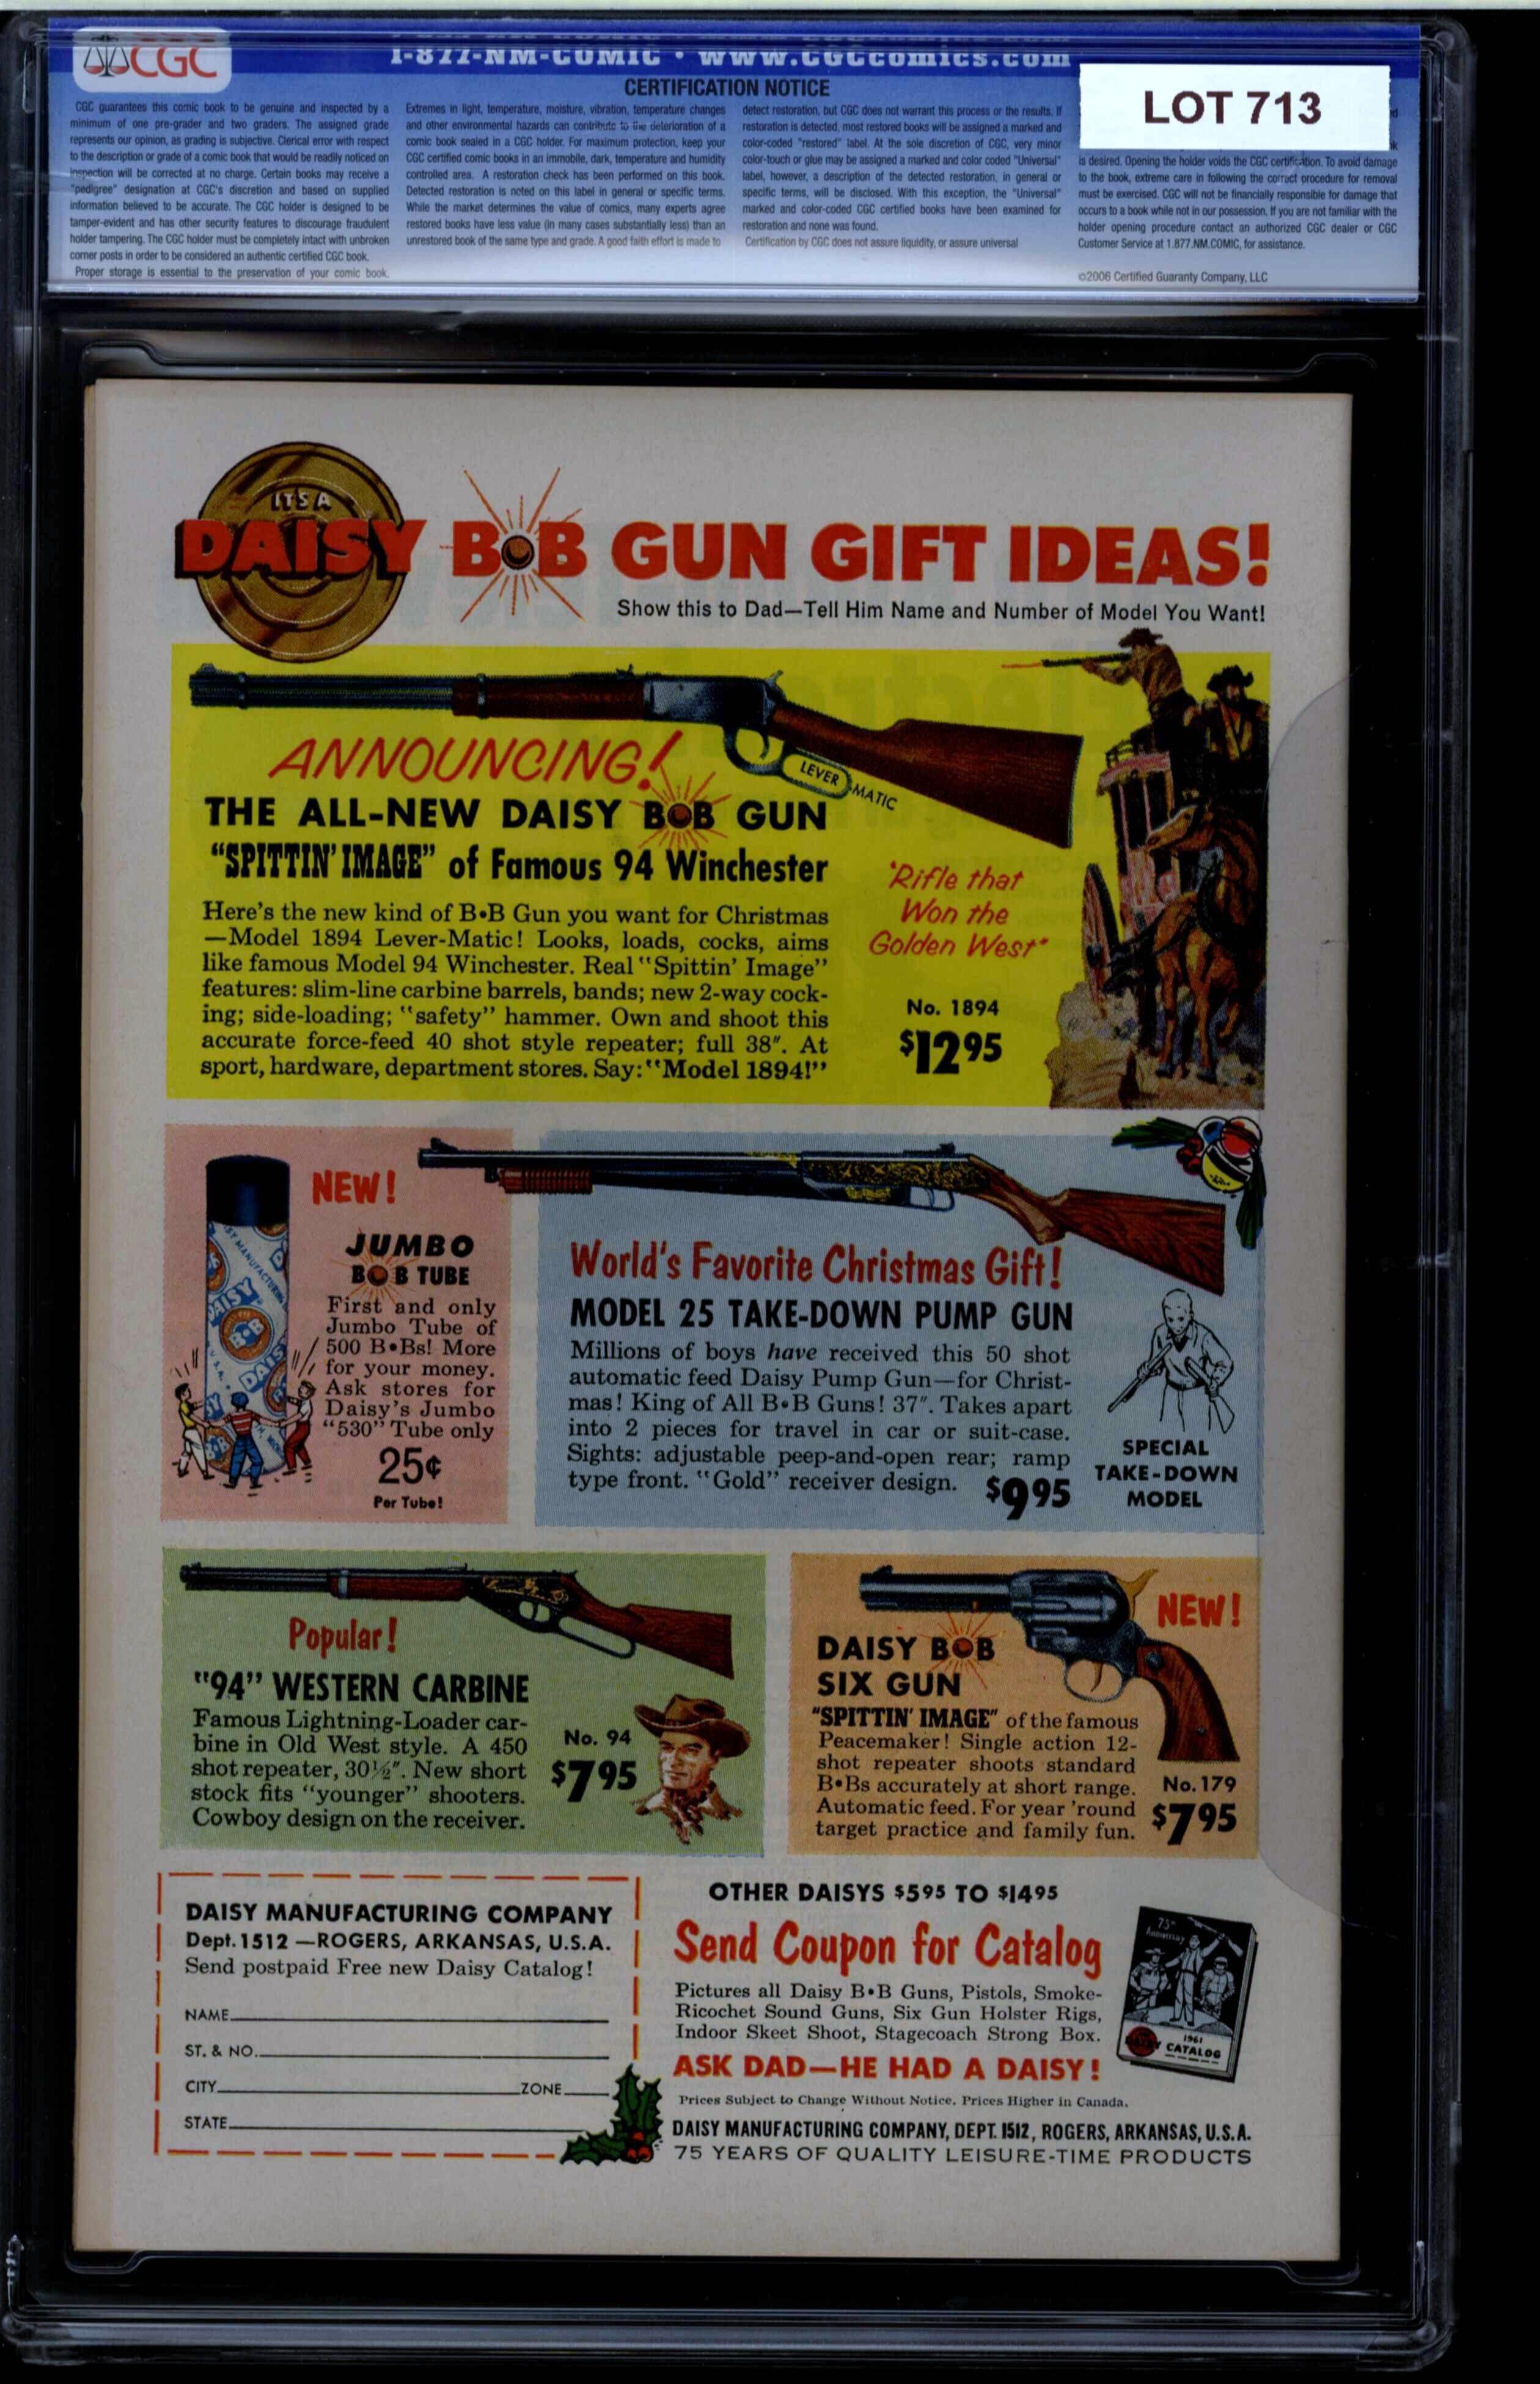 CGC
1-877-NM-COMIC • www.CGCcomics.com
CERTIFICATION NOTICE
LOT 713
CGC guarantees this comic book to be genuine and inspected by a
minimum of one pre-grader and two graders. The assigned grade
represents our opinion, as grading is subjective. Clerical error with respect
to the description or grade of a comic book that would be readily noticed on
inspection will be corrected at no charge. Certain books may receive a
"pedigree" designation at CGC's discretion and based on supplied
information believed to be accurate. The CGC holder is designed to be
tamper-evident and has other security features to discourage fraudulent
holder tampering. The CGC holder must be completely intact with unbroken
corner posts in order to be considered an authentic certified CGC book.
Proper storage is essential to the preservation of your comic book.
Extremes in light, temperature, moisture, vibration, temperature changes
and other environmental hazards can contribute to the deterioration of a
comic book sealed in a CGC holder. For maximum protection, keep your
CGC certified comic books in an immobile, dark, temperature and humidity
controlled area. A restoration check has been performed on this book.
Detected restoration is noted on this label in general or specific terms.
While the market determines the value of comics, many experts agree
restored books have less value (in many cases substantially less) than an
unrestored book of the same type and grade. A good faith effort is made to
detect restoration, but CGC does not warrant this process or the results. If
restoration is detected, most restored books will be assigned a marked and
color-coded "restored" label. At the sole discretion of CGC, very minor
color-touch or glue may be assigned a marked and color coded "Universal"
label, however, a description of the detected restoration, in general or
specific terms, will be disclosed. With this exception, the "Universal"
marked and color-coded CGC certified books have been examined for
restoration and none was found.
Certification by CGC does not assure liquidity, or assure universal
is desired. Opening the holder voids the CGC certification. To avoid damage
to the book, extreme care in following the correct procedure for removal
must be exercised. CGC will not be financially responsible for damage that
occurs to a book while not in our possession. If you are not familiar with the
holder opening procedure contact an authorized CGC dealer or CGC
Customer Service at 1.877.NM.COMIC, for assistance.
©2006 Certified Guaranty Company, LLC
IT'S A
DAISY B•B GUN GIFT IDEAS!
Show this to Dad—Tell Him Name and Number of Model You Want!
ANNOUNCING!
LEVER MATIC
THE ALL-NEW DAISY B•B GUN
"SPITTIN' IMAGE" of Famous 94 Winchester
Here's the new kind of B•B Gun you want for Christmas
—Model 1894 Lever-Matic! Looks, loads, cocks, aims
like famous Model 94 Winchester. Real "Spittin' Image"
features: slim-line carbine barrels, bands; new 2-way cock-
ing; side-loading; "safety" hammer. Own and shoot this
accurate force-feed 40 shot style repeater; full 38". At
sport, hardware, department stores. Say: "Model 1894!"
"Rifle that
Won the
Golden West"
No. 1894
$12 95
NEW!
JUMBO
B•B TUBE
First and only
Jumbo Tube of
500 B•Bs! More
for your money.
Ask stores for
Daisy's Jumbo
"530" Tube only
25¢
Per Tube!
DAISY
B•B
World's Favorite Christmas Gift!
MODEL 25 TAKE-DOWN PUMP GUN
Millions of boys have received this 50 shot
automatic feed Daisy Pump Gun—for Christ-
mas! King of All B•B Guns! 37". Takes apart
into 2 pieces for travel in car or suit-case.
Sights: adjustable peep-and-open rear; ramp
type front. "Gold" receiver design. $9 95
SPECIAL
TAKE-DOWN
MODEL
Popular!
"94" WESTERN CARBINE
Famous Lightning-Loader car-
bine in Old West style. A 450
shot repeater, 30½". New short
stock fits "younger" shooters.
Cowboy design on the receiver.
No. 94
$7 95
NEW!
DAISY B•B
SIX GUN
"SPITTIN' IMAGE" of the famous
Peacemaker! Single action 12-
shot repeater shoots standard
B•Bs accurately at short range.
Automatic feed. For year 'round
target practice and family fun.
No. 179
$7 95
DAISY MANUFACTURING COMPANY
Dept. 1512 —ROGERS, ARKANSAS, U.S.A.
Send postpaid Free new Daisy Catalog!
NAME
ST. & NO.
CITY ZONE
STATE
OTHER DAISYS $5 95 TO $14 95
Send Coupon for Catalog
Pictures all Daisy B•B Guns, Pistols, Smoke-
Ricochet Sound Guns, Six Gun Holster Rigs,
Indoor Skeet Shoot, Stagecoach Strong Box.
ASK DAD—HE HAD A DAISY!
75th
Anniversary
1961
CATALOG
Prices Subject to Change Without Notice. Prices Higher in Canada.
DAISY MANUFACTURING COMPANY, DEPT. 1512, ROGERS, ARKANSAS, U.S.A.
75 YEARS OF QUALITY LEISURE-TIME PRODUCTS